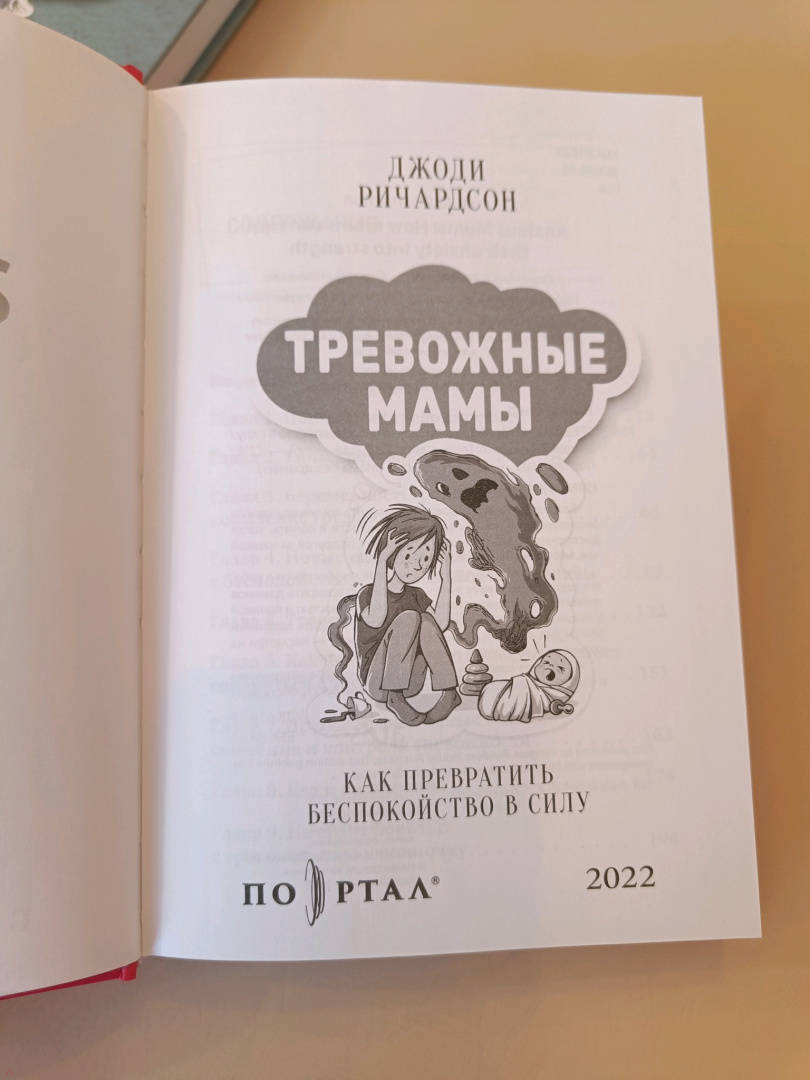 ДЖОДИ
РИЧАРДСОН
ТРЕВОЖНЫЕ
МАМЫ
КАК ПРЕВРАТИТЬ
БЕСПОКОЙСТВО В СИЛУ
ПОРТАЛ®
2022